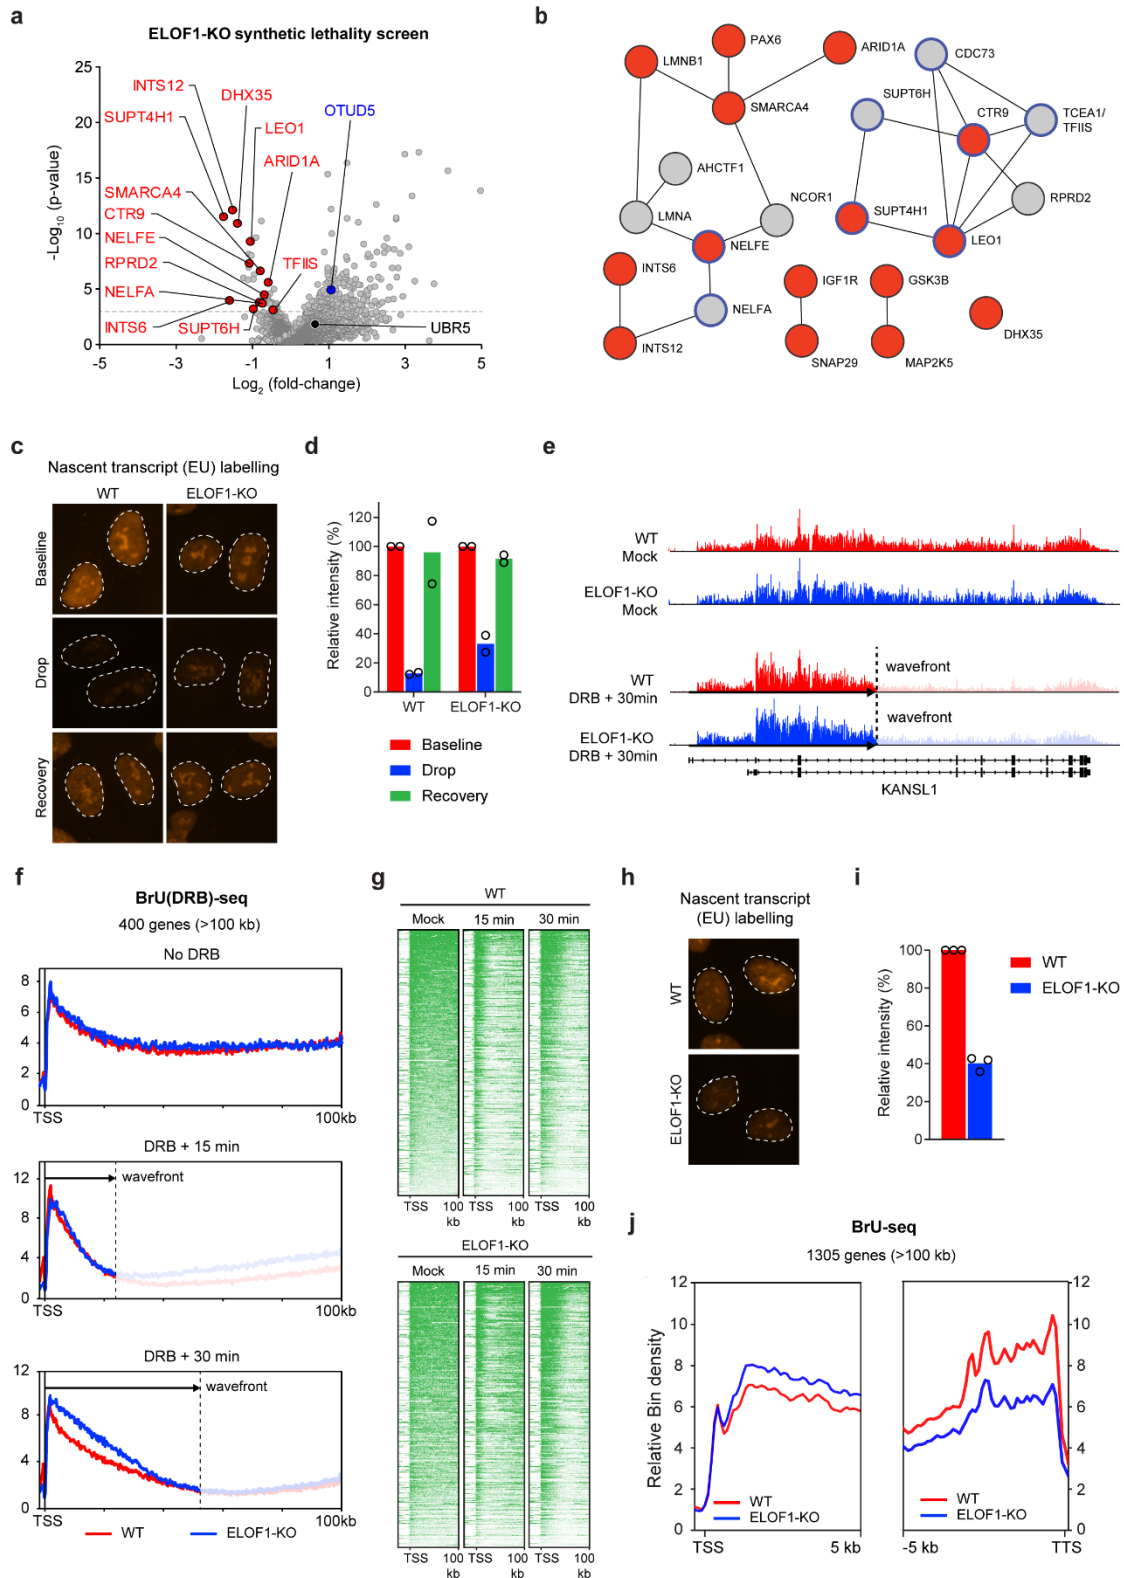 a
ELOF1-KO synthetic lethality screen
25
20
15
10
5
0
-Log10 (p-value)
-5
-3
-1
1
3
5
Log2 (fold-change)
INTS12
DHX35
SUPT4H1
LEO1
OTUD5
ARID1A
SMARCA4
CTR9
NELFE
RPRD2
TFIIS
NELFA
INTS6
SUPT6H
UBR5
b
PAX6
LMNB1
ARID1A
CDC73
SMARCA4
SUPT6H
CTR9
TCEA1/
TFIIS
AHCTF1
NCOR1
RPRD2
LMNA
SUPT4H1
NELFE
LEO1
INTS6
IGF1R
GSK3B
NELFA
DHX35
INTS12
SNAP29
MAP2K5
c
Nascent transcript (EU) labelling
WT
ELOF1-KO
Baseline
Drop
Recovery
d
Relative intensity (%)
120
100
80
60
40
20
0
WT
ELOF1-KO
Baseline
Drop
Recovery
e
WT
Mock
ELOF1-KO
Mock
WT
DRB + 30min
wavefront
ELOF1-KO
DRB + 30min
wavefront
KANSL1
f
BrU(DRB)-seq
400 genes (>100 kb)
No DRB
8
6
4
2
0
TSS
100kb
DRB + 15 min
12
8
4
0
wavefront
TSS
100kb
DRB + 30 min
12
8
4
0
wavefront
TSS
100kb
WT
ELOF1-KO
g
WT
Mock
15 min
30 min
TSS
100
kb
TSS
100
kb
TSS
100
kb
ELOF1-KO
Mock
15 min
30 min
TSS
100
kb
TSS
100
kb
TSS
100
kb
h
Nascent transcript
(EU) labelling
WT
ELOF1-KO
i
Relative intensity (%)
100
80
60
40
20
0
WT
ELOF1-KO
j
BrU-seq
1305 genes (>100 kb)
Relative Bin density
12
10
8
6
4
2
0
WT
ELOF1-KO
TSS
5 kb
12
10
8
6
4
2
0
WT
ELOF1-KO
-5 kb
TTS